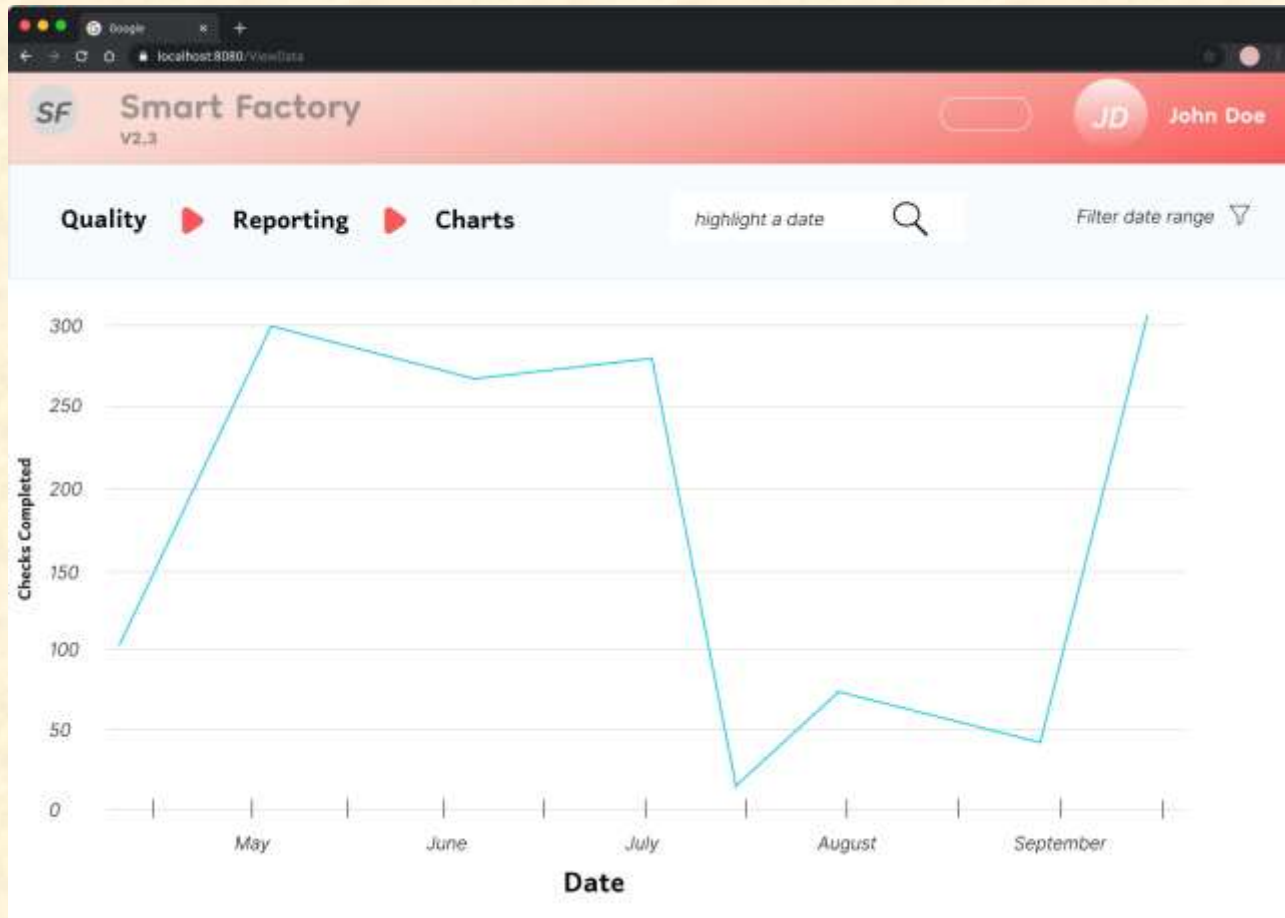 Google
localhost:8080/ViewData
SF
Smart Factory
V2.3
JD
John Doe
Quality
Reporting
Charts
highlight a date
Filter date range
Checks Completed
300
250
200
150
100
50
0
May
June
July
August
September
Date